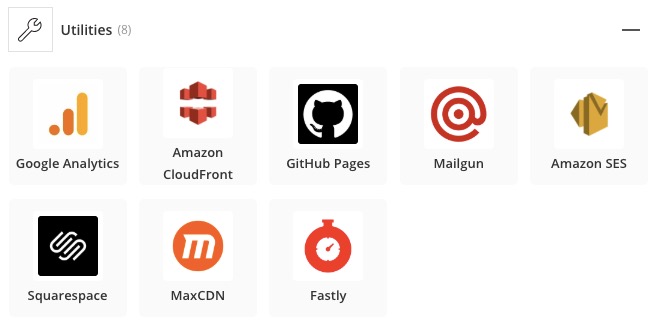 Utilities (8)
Google Analytics
Amazon
CloudFront
GitHub Pages
Mailgun
Amazon SES
Squarespace
MaxCDN
Fastly